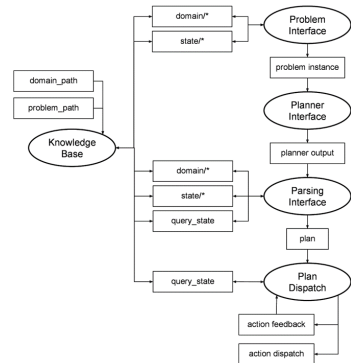 domain/*
state/*
Problem
Interface
problem instance
domain_path
problem_path
Planner
Interface
Knowledge
Base
planner output
domain/*
state/*
query_state
Parsing
Interface
plan
query_state
Plan
Dispatch
action feedback
action dispatch